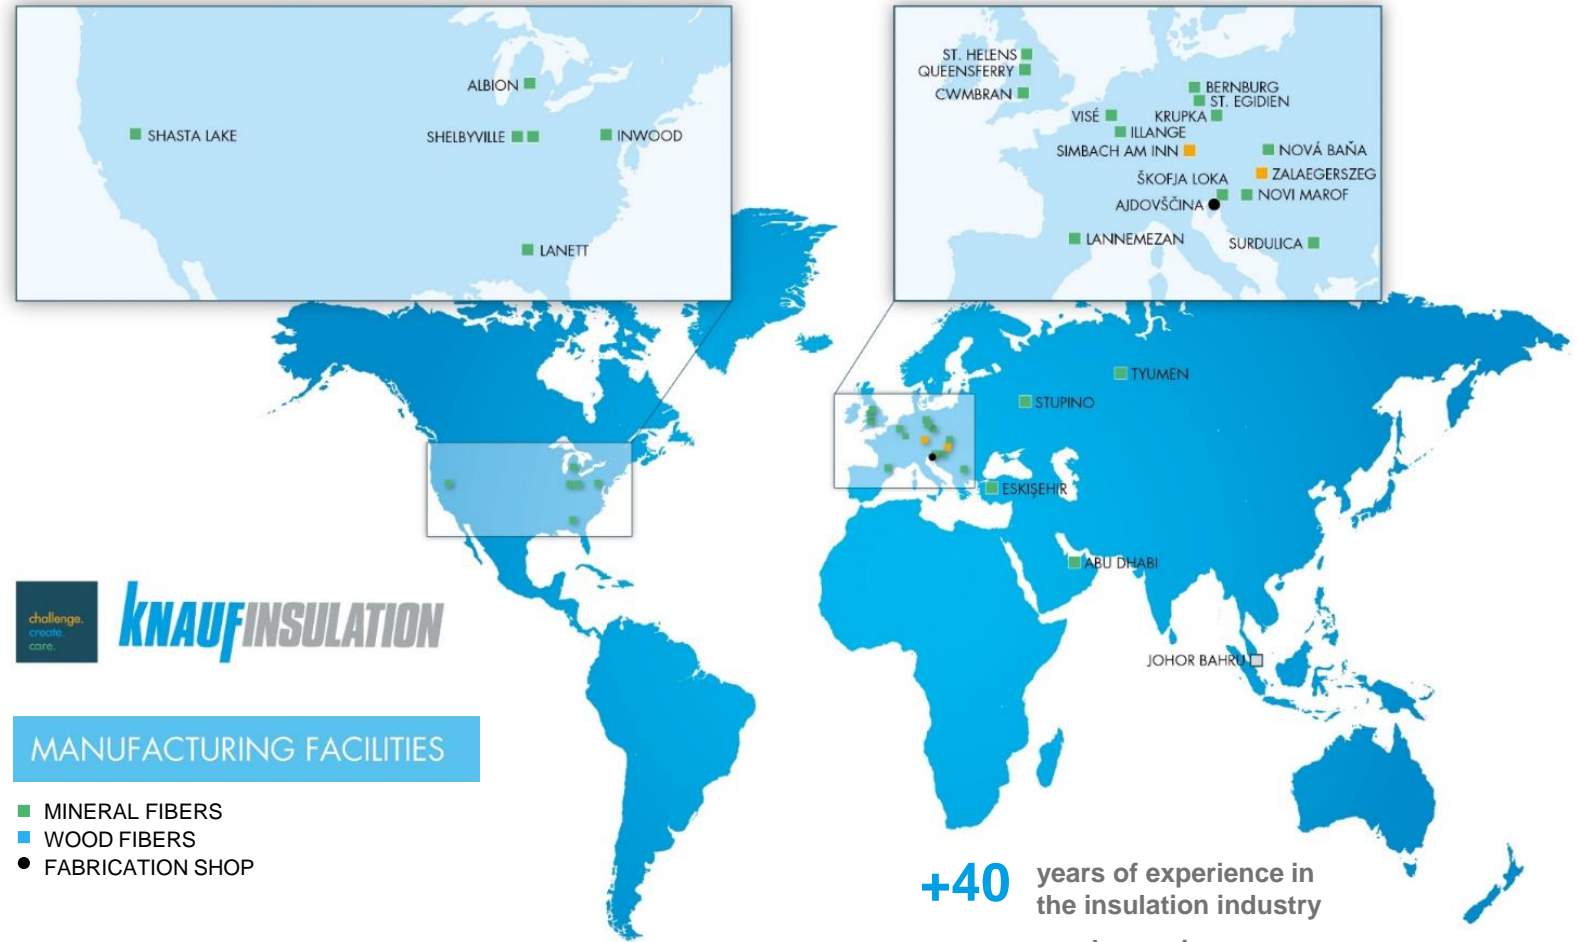 ALBION
SHASTA LAKE
SHELBYVILLE
INWOOD
LANETT
ST. HELENS
QUEENSFERRY
CWMBRAN
BERNBURG
ST. EGIDIEN
VISÉ
KRUPKA
ILLANGE
SIMBACH AM INN
NOVÁ BAŇA
ZALAEGERSZEG
ŠKOFJA LOKA
NOVI MAROF
AJDOVŠČINA
LANNEMEZAN
SURDULICA
TYUMEN
STUPINO
ESKIŞEHIR
ABU DHABI
JOHOR BAHRU
challenge.
create.
care.
KNAUFINSULATION
MANUFACTURING FACILITIES
MINERAL FIBERS
WOOD FIBERS
FABRICATION SHOP
+40 years of experience in
the insulation industry